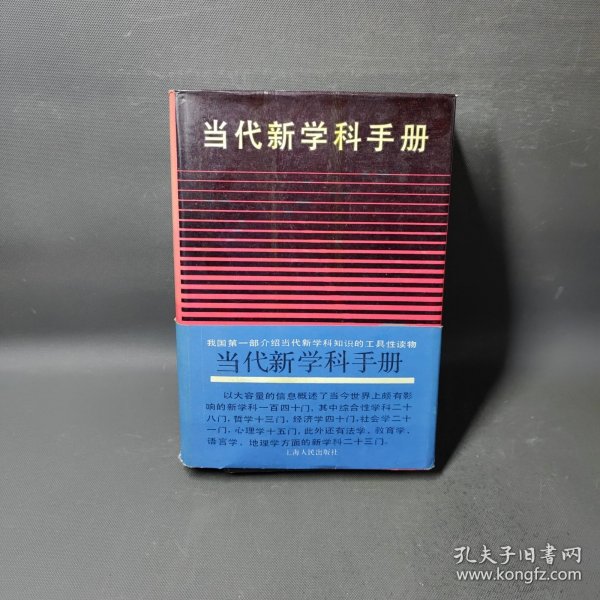 当代新学科手册
我国第一部介绍当代新学科知识的工具性读物
当代新学科手册
以大容量的信息概述了当今世界上颇有影
响的新学科一百四十门,其中综合性学科二十
八门,哲学十三门,经济学四十门,社会学二十
一门,心理学十五门,此外还有法学、教育学、
语言学、地理学方面的新学科二十三门。
上海人民出版社
孔夫子旧书网
www.kongfz.com